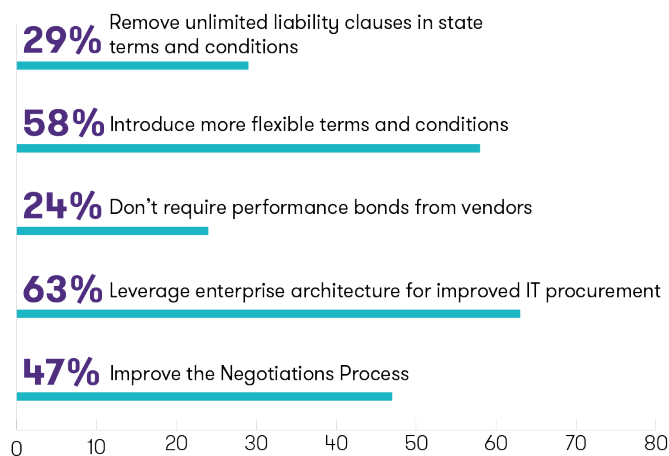 29% Remove unlimited liability clauses in state
terms and conditions
58% Introduce more flexible terms and conditions
24% Don’t require performance bonds from vendors
63% Leverage enterprise architecture for improved IT procurement
47% Improve the Negotiations Process
0 10 20 30 40 50 60 70 80